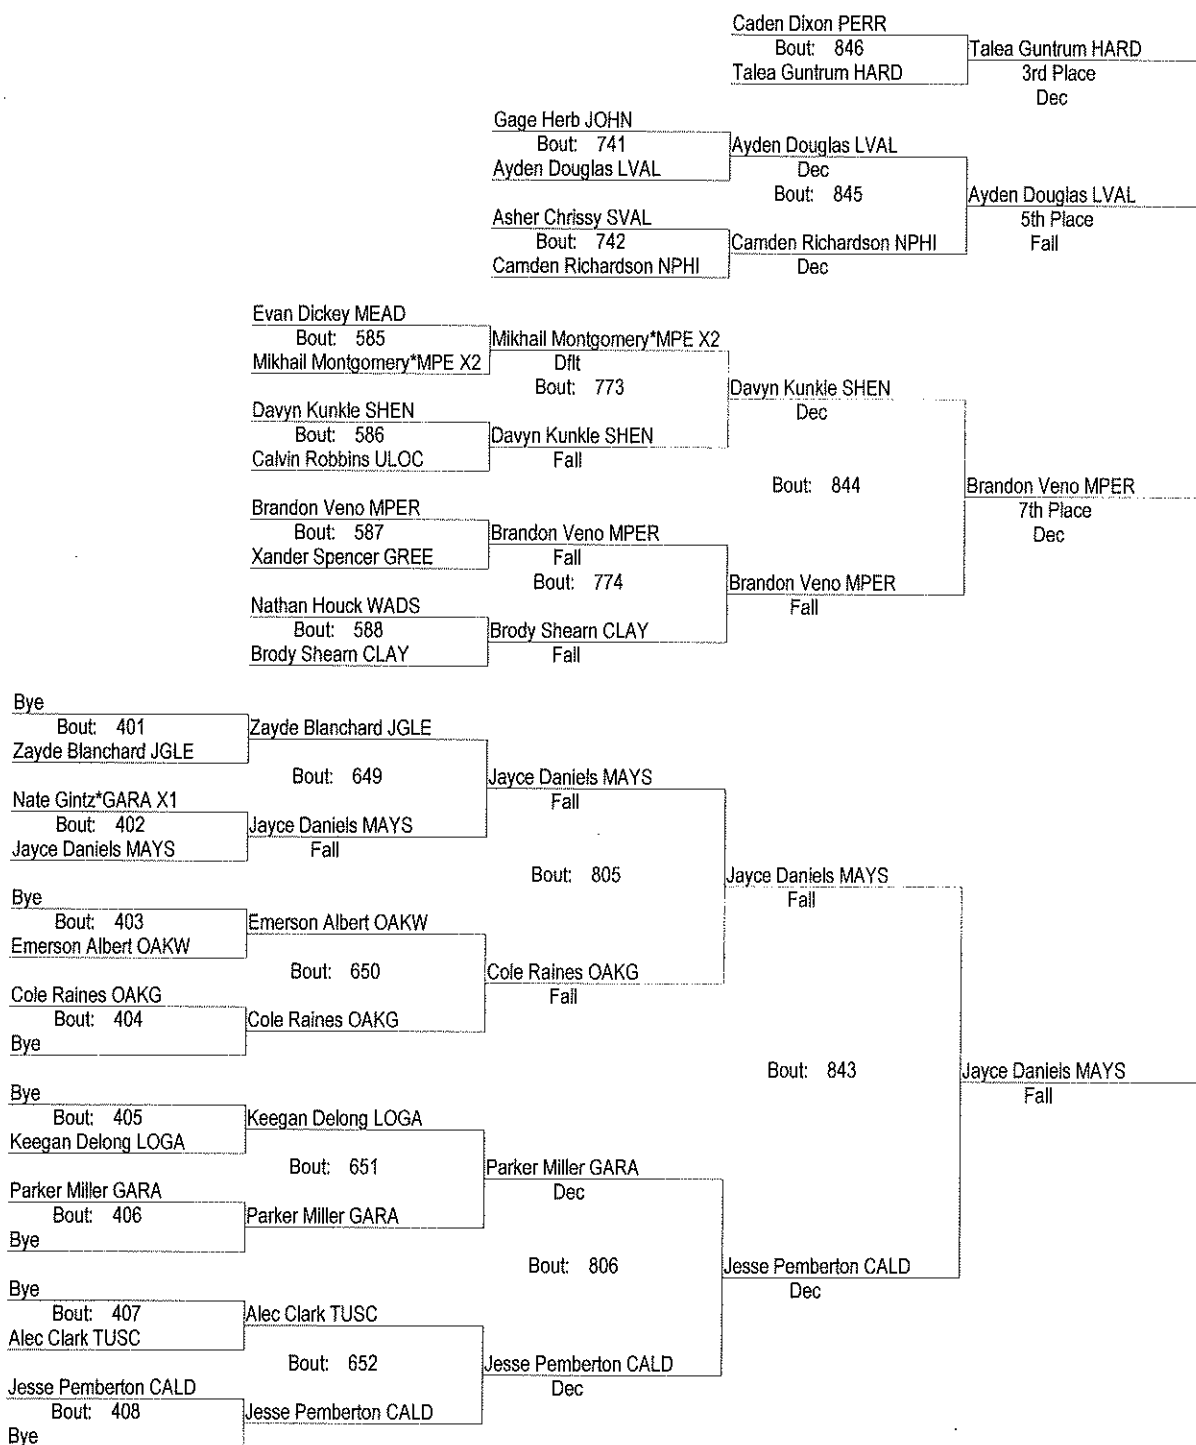 Caden Dixon PERR
Bout: 846
Talea Guntrum HARD
Talea Guntrum HARD
3rd Place
Dec
Gage Herb JOHN
Bout: 741
Ayden Douglas LVAL
Ayden Douglas LVAL
Dec
Bout: 845
Ayden Douglas LVAL
5th Place
Fall
Asher Chrissy SVAL
Bout: 742
Camden Richardson NPHI
Camden Richardson NPHI
Dec
Evan Dickey MEAD
Bout: 585
Mikhail Montgomery*MPE X2
Mikhail Montgomery*MPE X2
Dflt
Bout: 773
Davyn Kunkle SHEN
Dec
Davyn Kunkle SHEN
Bout: 586
Calvin Robbins ULOC
Davyn Kunkle SHEN
Fall
Bout: 844
Brandon Veno MPER
7th Place
Dec
Brandon Veno MPER
Bout: 587
Xander Spencer GREE
Brandon Veno MPER
Fall
Bout: 774
Brandon Veno MPER
Fall
Nathan Houck WADS
Bout: 588
Brody Shearn CLAY
Brody Shearn CLAY
Fall
Bye
Bout: 401
Zayde Blanchard JGLE
Zayde Blanchard JGLE
Bout: 649
Jayce Daniels MAYS
Fall
Nate Gintz*GARA X1
Bout: 402
Jayce Daniels MAYS
Jayce Daniels MAYS
Fall
Bout: 805
Jayce Daniels MAYS
Fall
Bye
Bout: 403
Emerson Albert OAKW
Emerson Albert OAKW
Bout: 650
Cole Raines OAKG
Fall
Cole Raines OAKG
Bout: 404
Bye
Cole Raines OAKG
Bout: 843
Jayce Daniels MAYS
Fall
Bye
Bout: 405
Keegan Delong LOGA
Keegan Delong LOGA
Bout: 651
Parker Miller GARA
Dec
Parker Miller GARA
Bout: 406
Bye
Parker Miller GARA
Bout: 806
Jesse Pemberton CALD
Dec
Bye
Bout: 407
Alec Clark TUSC
Alec Clark TUSC
Bout: 652
Jesse Pemberton CALD
Dec
Jesse Pemberton CALD
Bout: 408
Bye
Jesse Pemberton CALD